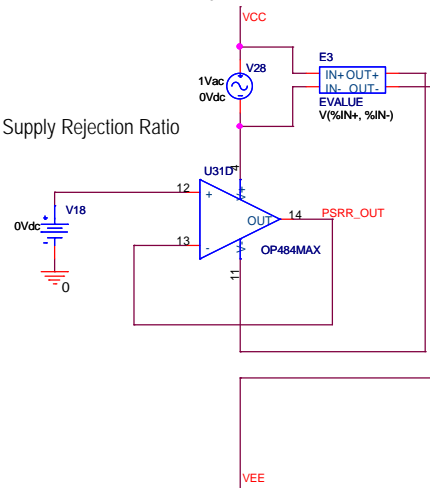 VCC
V28
1Vac
0Vdc
E3
IN+ OUT+
IN- OUT-
EVALUE
V(%IN+, %IN-)
Supply Rejection Ratio
U31D
4
12
+
V+
V18
0Vdc
OUT
14
PSRR_OUT
13
-
V-
OP484MAX
11
0
VEE